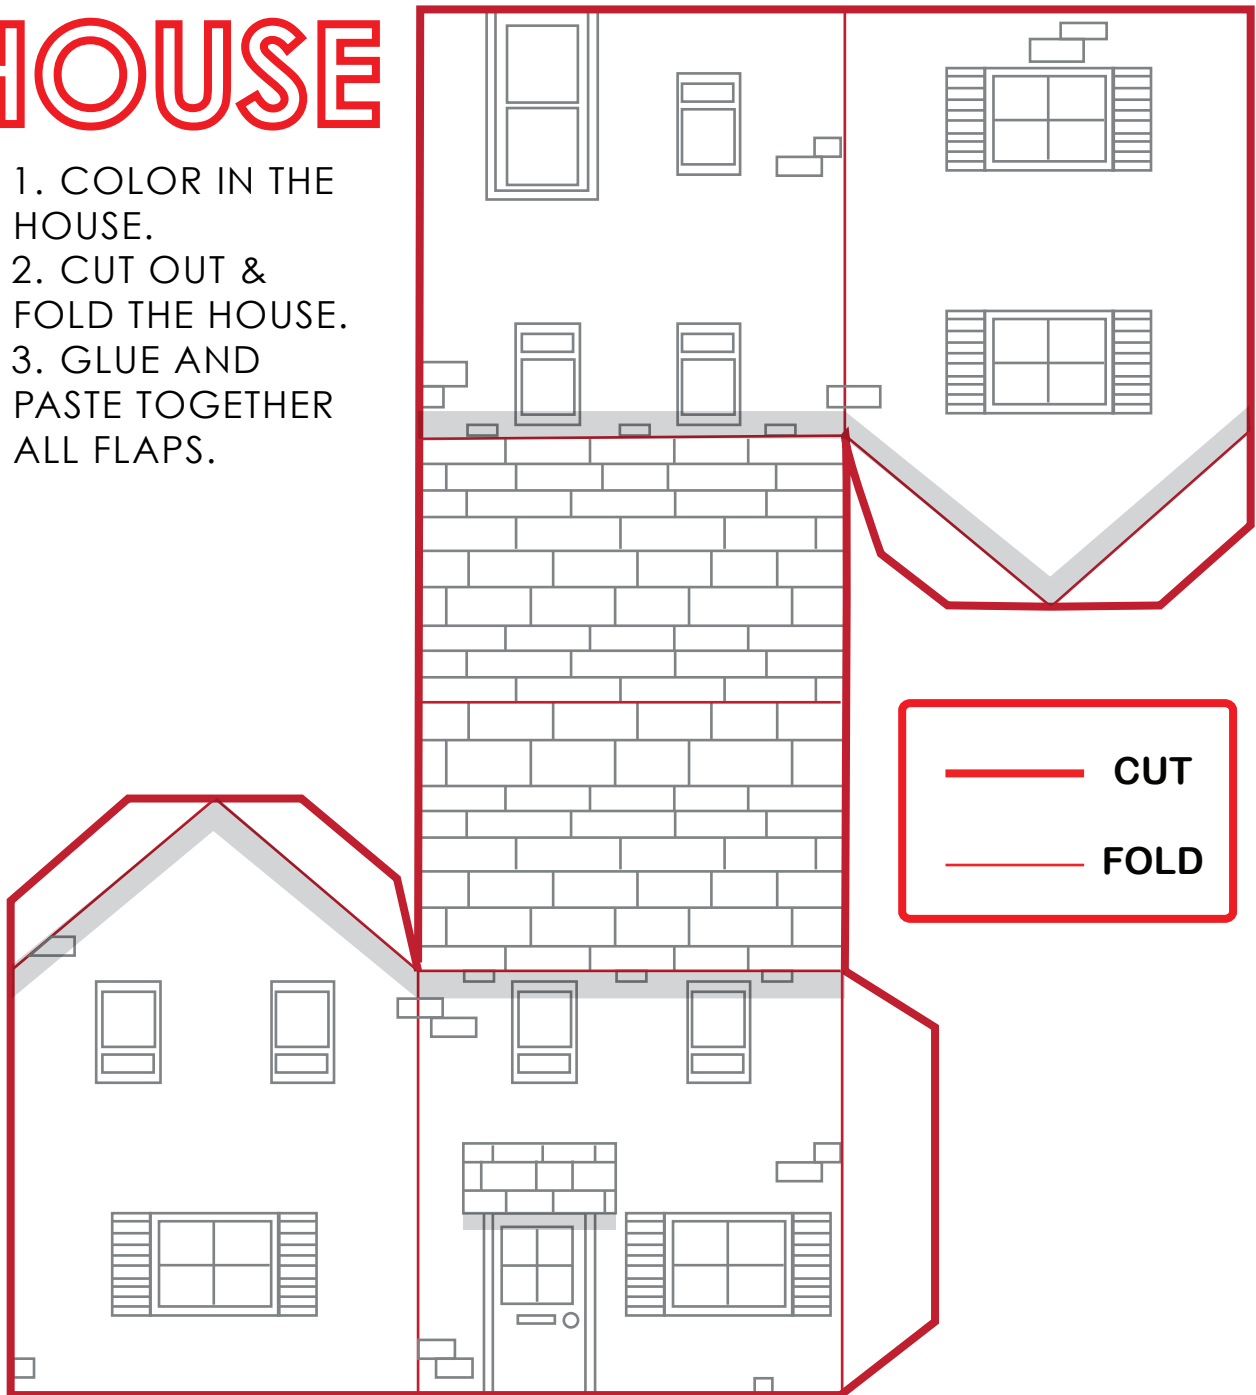 HOUSE
1. COLOR IN THE
HOUSE.
2. CUT OUT &
FOLD THE HOUSE.
3. GLUE AND
PASTE TOGETHER
ALL FLAPS.
CUT
FOLD